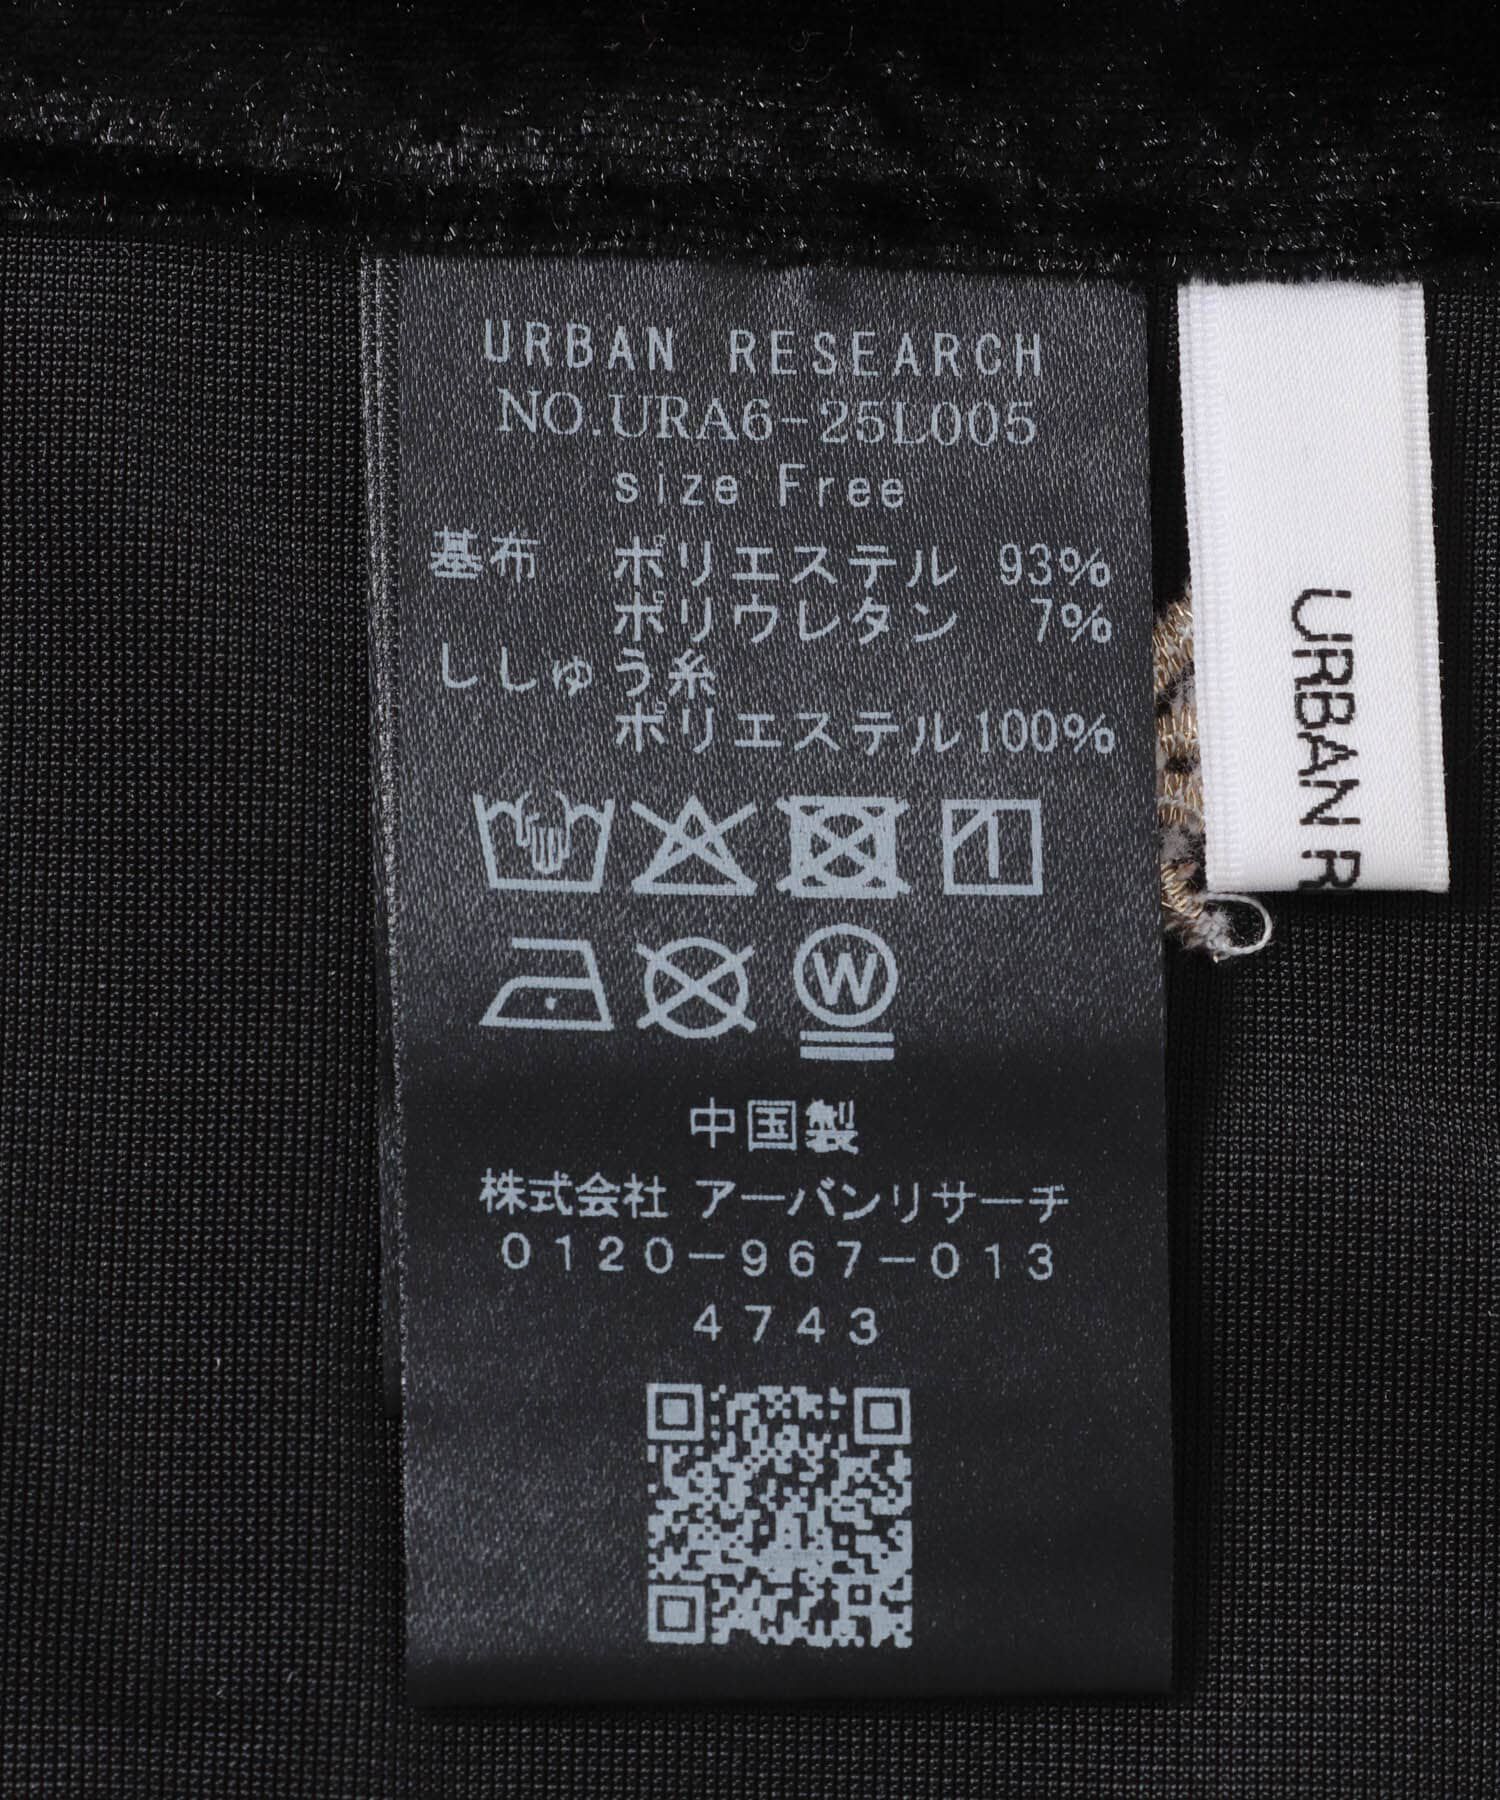 URBAN RESEARCH
NO.URA6-25L005
size Free
基布 ポリエステル 93%
ポリウレタン 7%
ししゅう糸
ポリエステル100%
W
中国製
株式会社 アーバンリサーチ
0120-967-013
4743
URBAN R